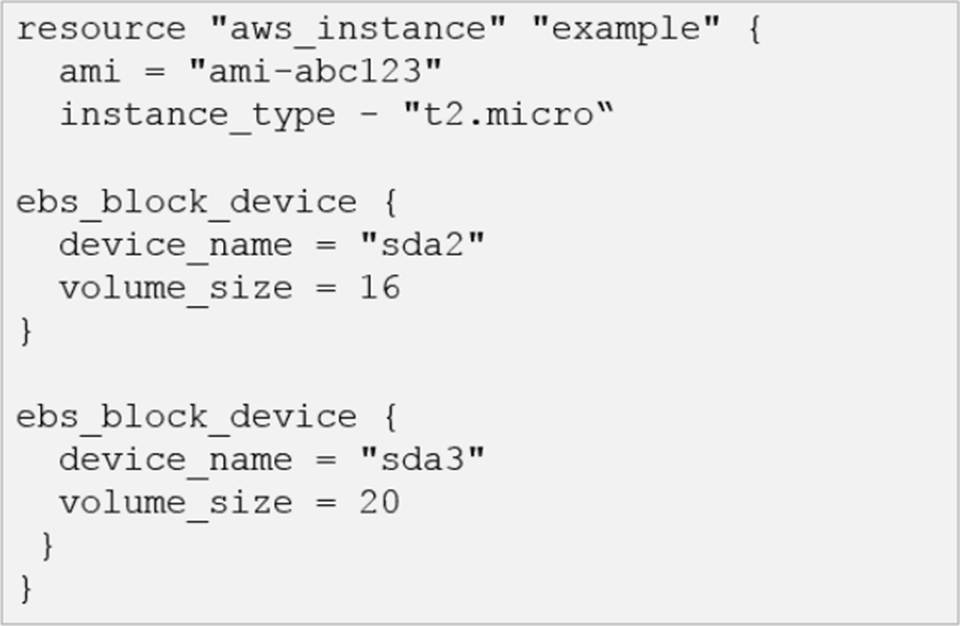 resource "aws_instance" "example" {
  ami = "ami-abc123"
  instance_type - "t2.micro‟

ebs_block_device {
  device_name = "sda2"
  volume_size = 16
}

ebs_block_device {
  device_name = "sda3"
  volume_size = 20
 }
}